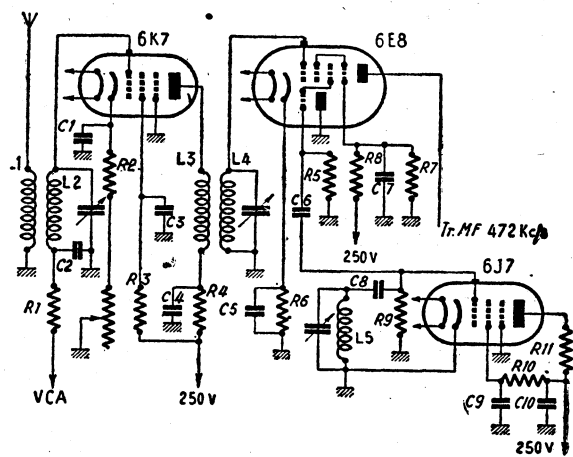 6K7
6E8
C1
R2
L1
L2
L3
L4
R5
R8
C7
R7
C6
C3
C2
Tr. MF 472 Kc/s
250 V
6J7
R1
R3
C4
R4
C5
R6
C8
L5
R9
R11
R10
C9
C10
VCA
250 V
250 V